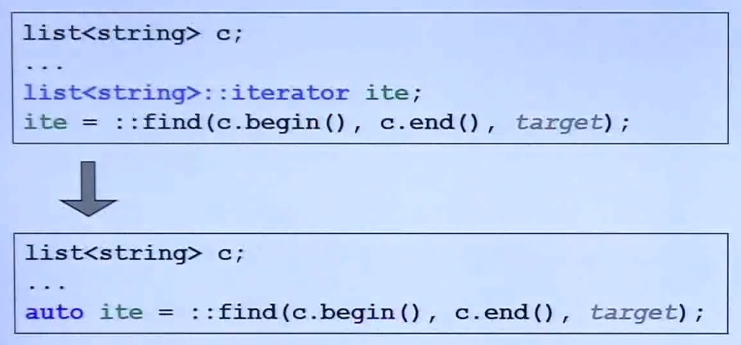 list<string> c;
...
list<string>::iterator ite;
ite = ::find(c.begin(), c.end(), target);
list<string> c;
...
auto ite = ::find(c.begin(), c.end(), target);